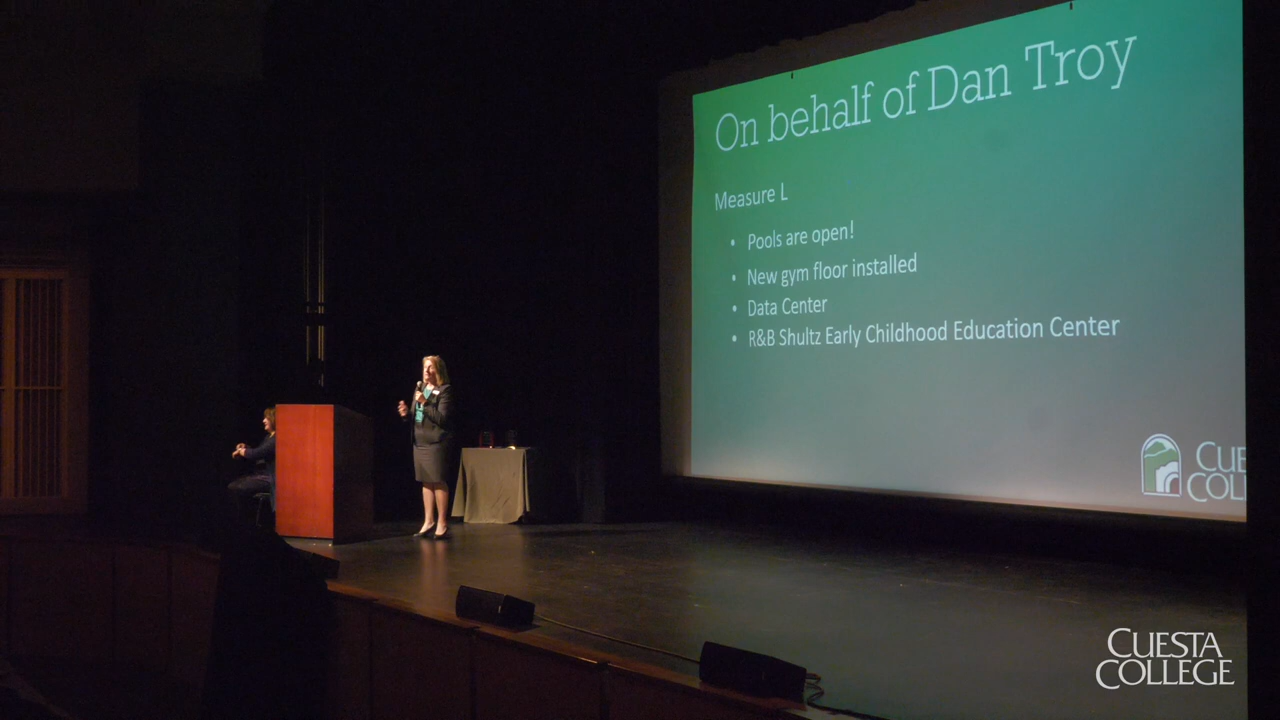 On behalf of Dan Troy
Measure L
• Pools are open!
• New gym floor installed
• Data Center
• R&B Shultz Early Childhood Education Center
CUESTA
COLLEGE